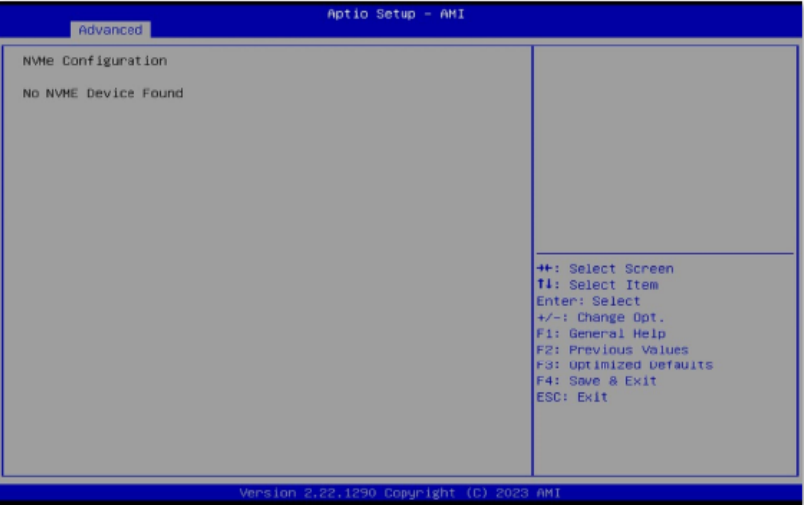 Aptio Setup - AMI
Advanced
NVMe Configuration
No NVME Device Found
→←: Select Screen
↑↓: Select Item
Enter: Select
+/-: Change Opt.
F1: General Help
F2: Previous Values
F3: Optimized Defaults
F4: Save & Exit
ESC: Exit
Version 2.22.1290 Copyright (C) 2023 AMI